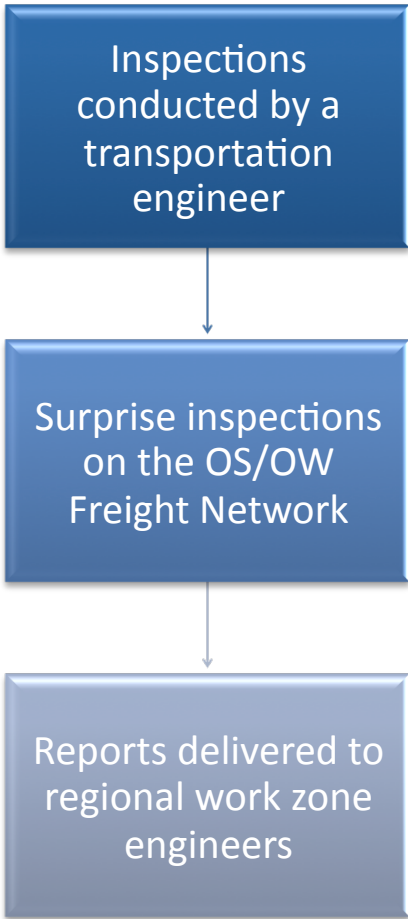 Inspections
conducted by a
transportation
engineer
Surprise inspections
on the OS/OW
Freight Network
Reports delivered to
regional work zone
engineers